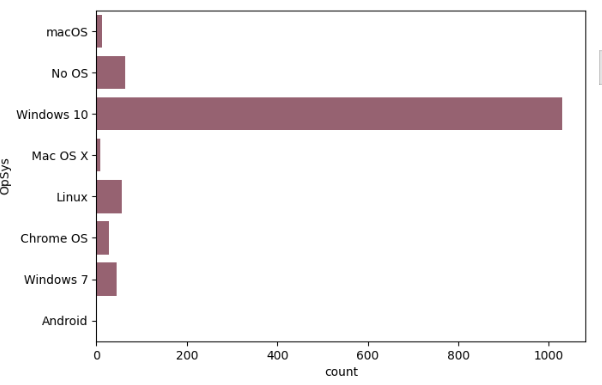 macOS
No OS
Windows 10
Mac OS X
Linux
Chrome OS
Windows 7
Android
OpSys
0 200 400 600 800 1000
count